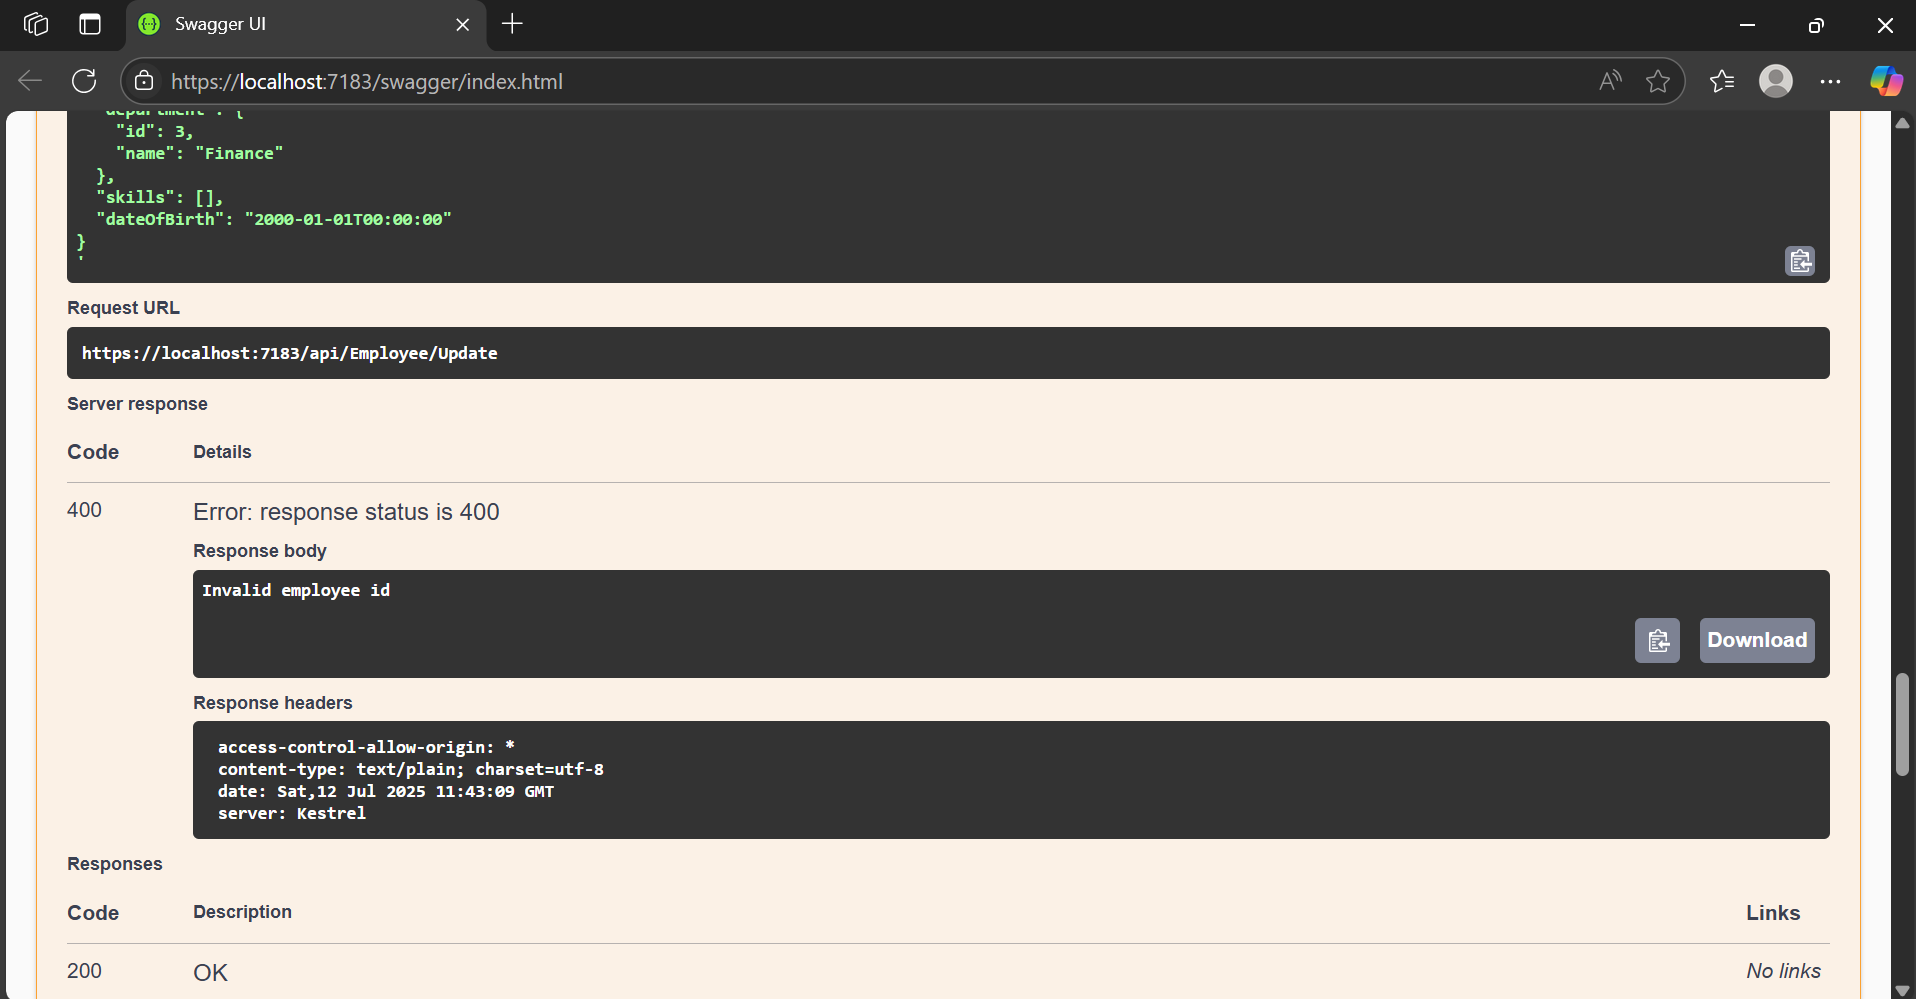 Swagger UI
https://localhost:7183/swagger/index.html
"department": {
"id": 3,
"name": "Finance"
},
"skills": [],
"dateOfBirth": "2000-01-01T00:00:00"
}
'
Request URL
https://localhost:7183/api/Employee/Update
Server response
Code Details
400 Error: response status is 400
Response body
Invalid employee id
Download
Response headers
access-control-allow-origin: *
content-type: text/plain; charset=utf-8
date: Sat,12 Jul 2025 11:43:09 GMT
server: Kestrel
Responses
Code Description Links
200 OK No links